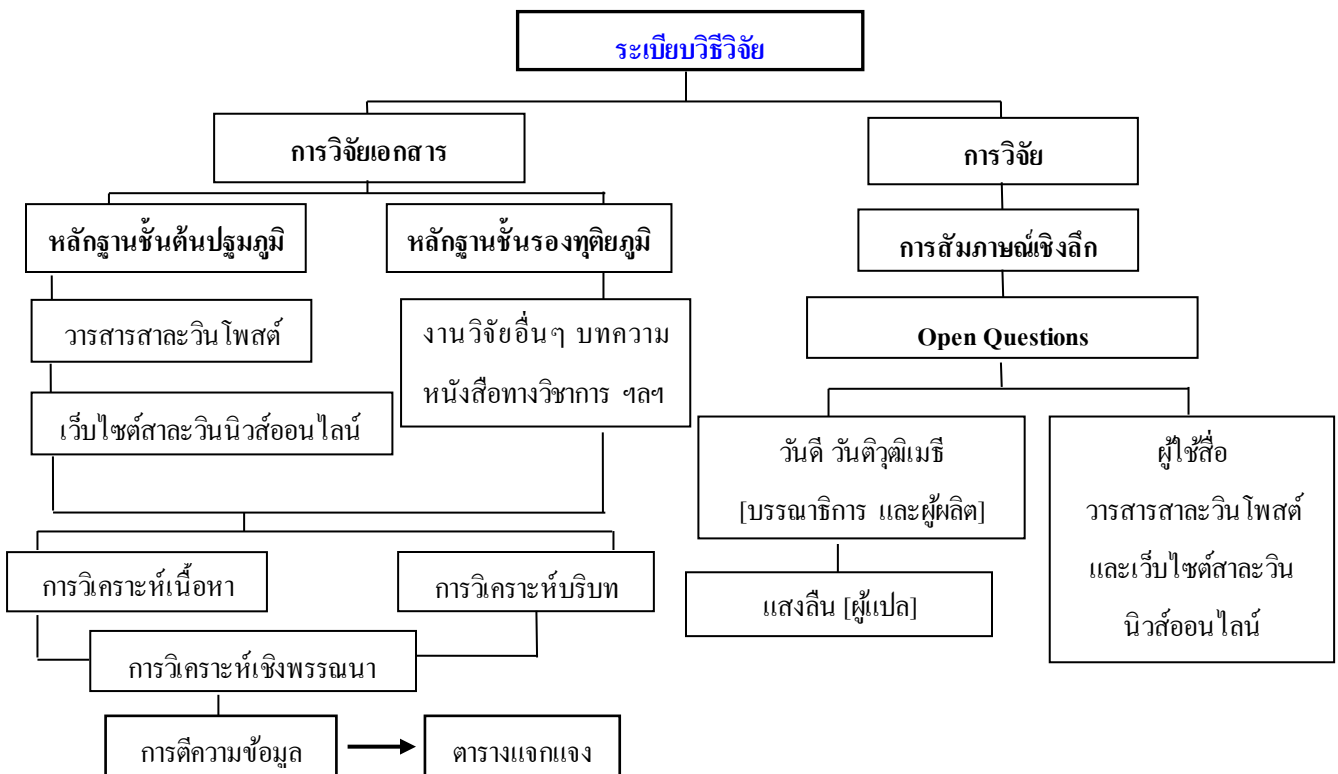 ระเบียบวิธีวิจัย
การวิจัยเอกสาร
การวิจัย
หลักฐานชั้นต้นปฐมภูมิ
หลักฐานชั้นรองทุติยภูมิ
การสัมภาษณ์เชิงลึก
วารสารสาละวินโพสต์
งานวิจัยอื่นๆ บทความ
หนังสือทางวิชาการ ฯลฯ
Open Questions
เว็บไซต์สาละวินนิวส์ออนไลน์
วันดี วันติวุฒิเมธี
[บรรณาธิการ และผู้ผลิต]
ผู้ใช้สื่อ
วารสารสาละวินโพสต์
และเว็บไซต์สาละวิน
นิวส์ออนไลน์
การวิเคราะห์เนื้อหา
การวิเคราะห์บริบท
แสงลืน [ผู้แปล]
การวิเคราะห์เชิงพรรณนา
การตีความข้อมูล
ตารางแจกแจง